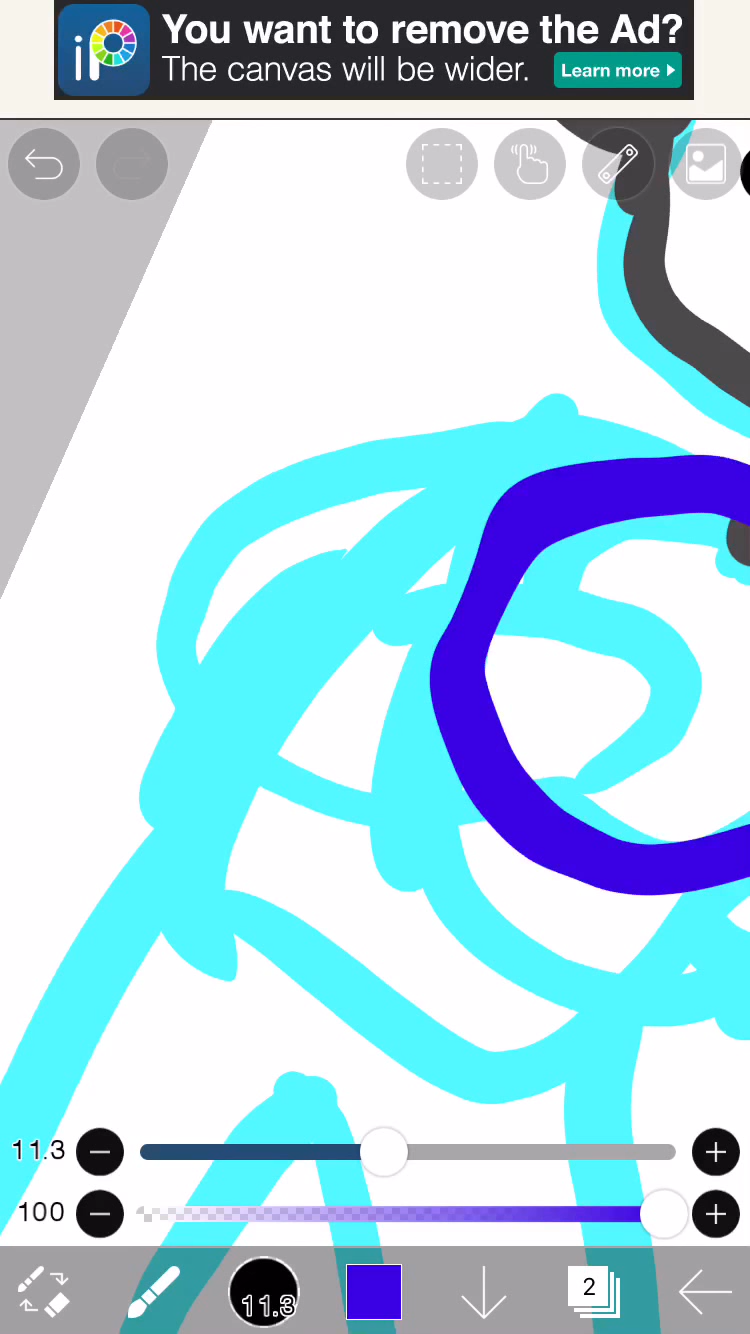 iP
You want to remove the Ad?
The canvas will be wider.
Learn more
11.3
100
11.3
2